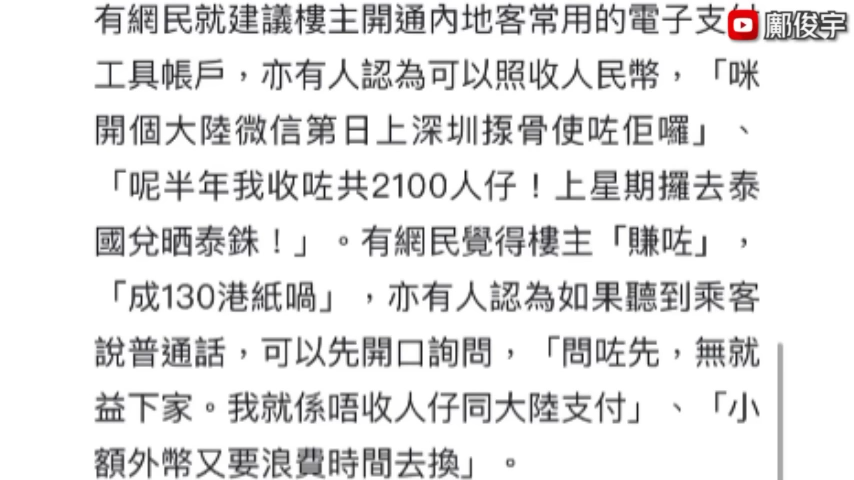 有網民就建議樓主開通內地客常用的電子支付
鄺俊宇
工具帳戶，亦有人認為可以照收人民幣，「咪
開個大陸微信第日上深圳揼骨使咗佢囉」、
「呢半年我收咗共2100人仔！上星期攞去泰
國兌晒泰銖！」。有網民覺得樓主「賺咗」，
「成130港紙喎」，亦有人認為如果聽到乘客
說普通話，可以先開口詢問，「問咗先，無就
益下家。我就係唔收人仔同大陸支付」、「小
額外幣又要浪費時間去換」。